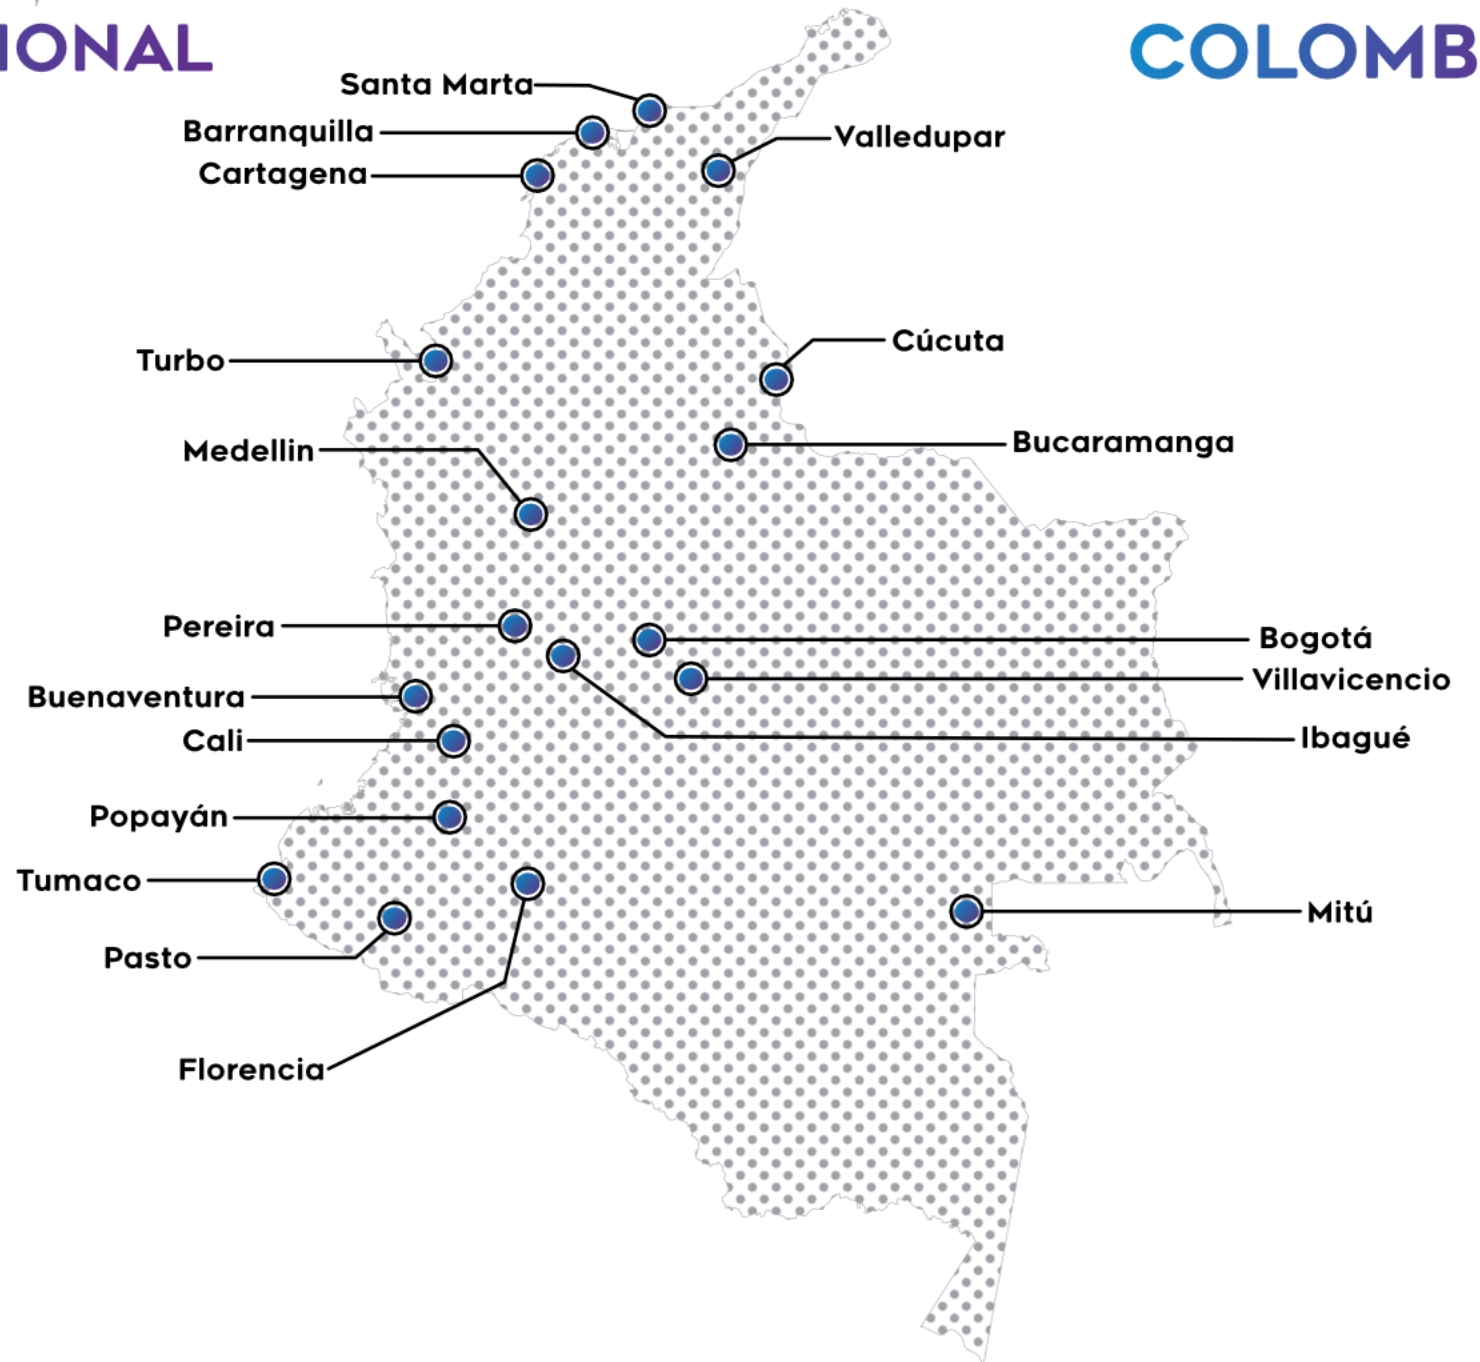 IONAL
COLOMB
Santa Marta
Barranquilla
Cartagena
Valledupar
Turbo
Cúcuta
Medellin
Bucaramanga
Pereira
Bogotá
Buenaventura
Villavicencio
Cali
Ibagué
Popayán
Tumaco
Mitú
Pasto
Florencia